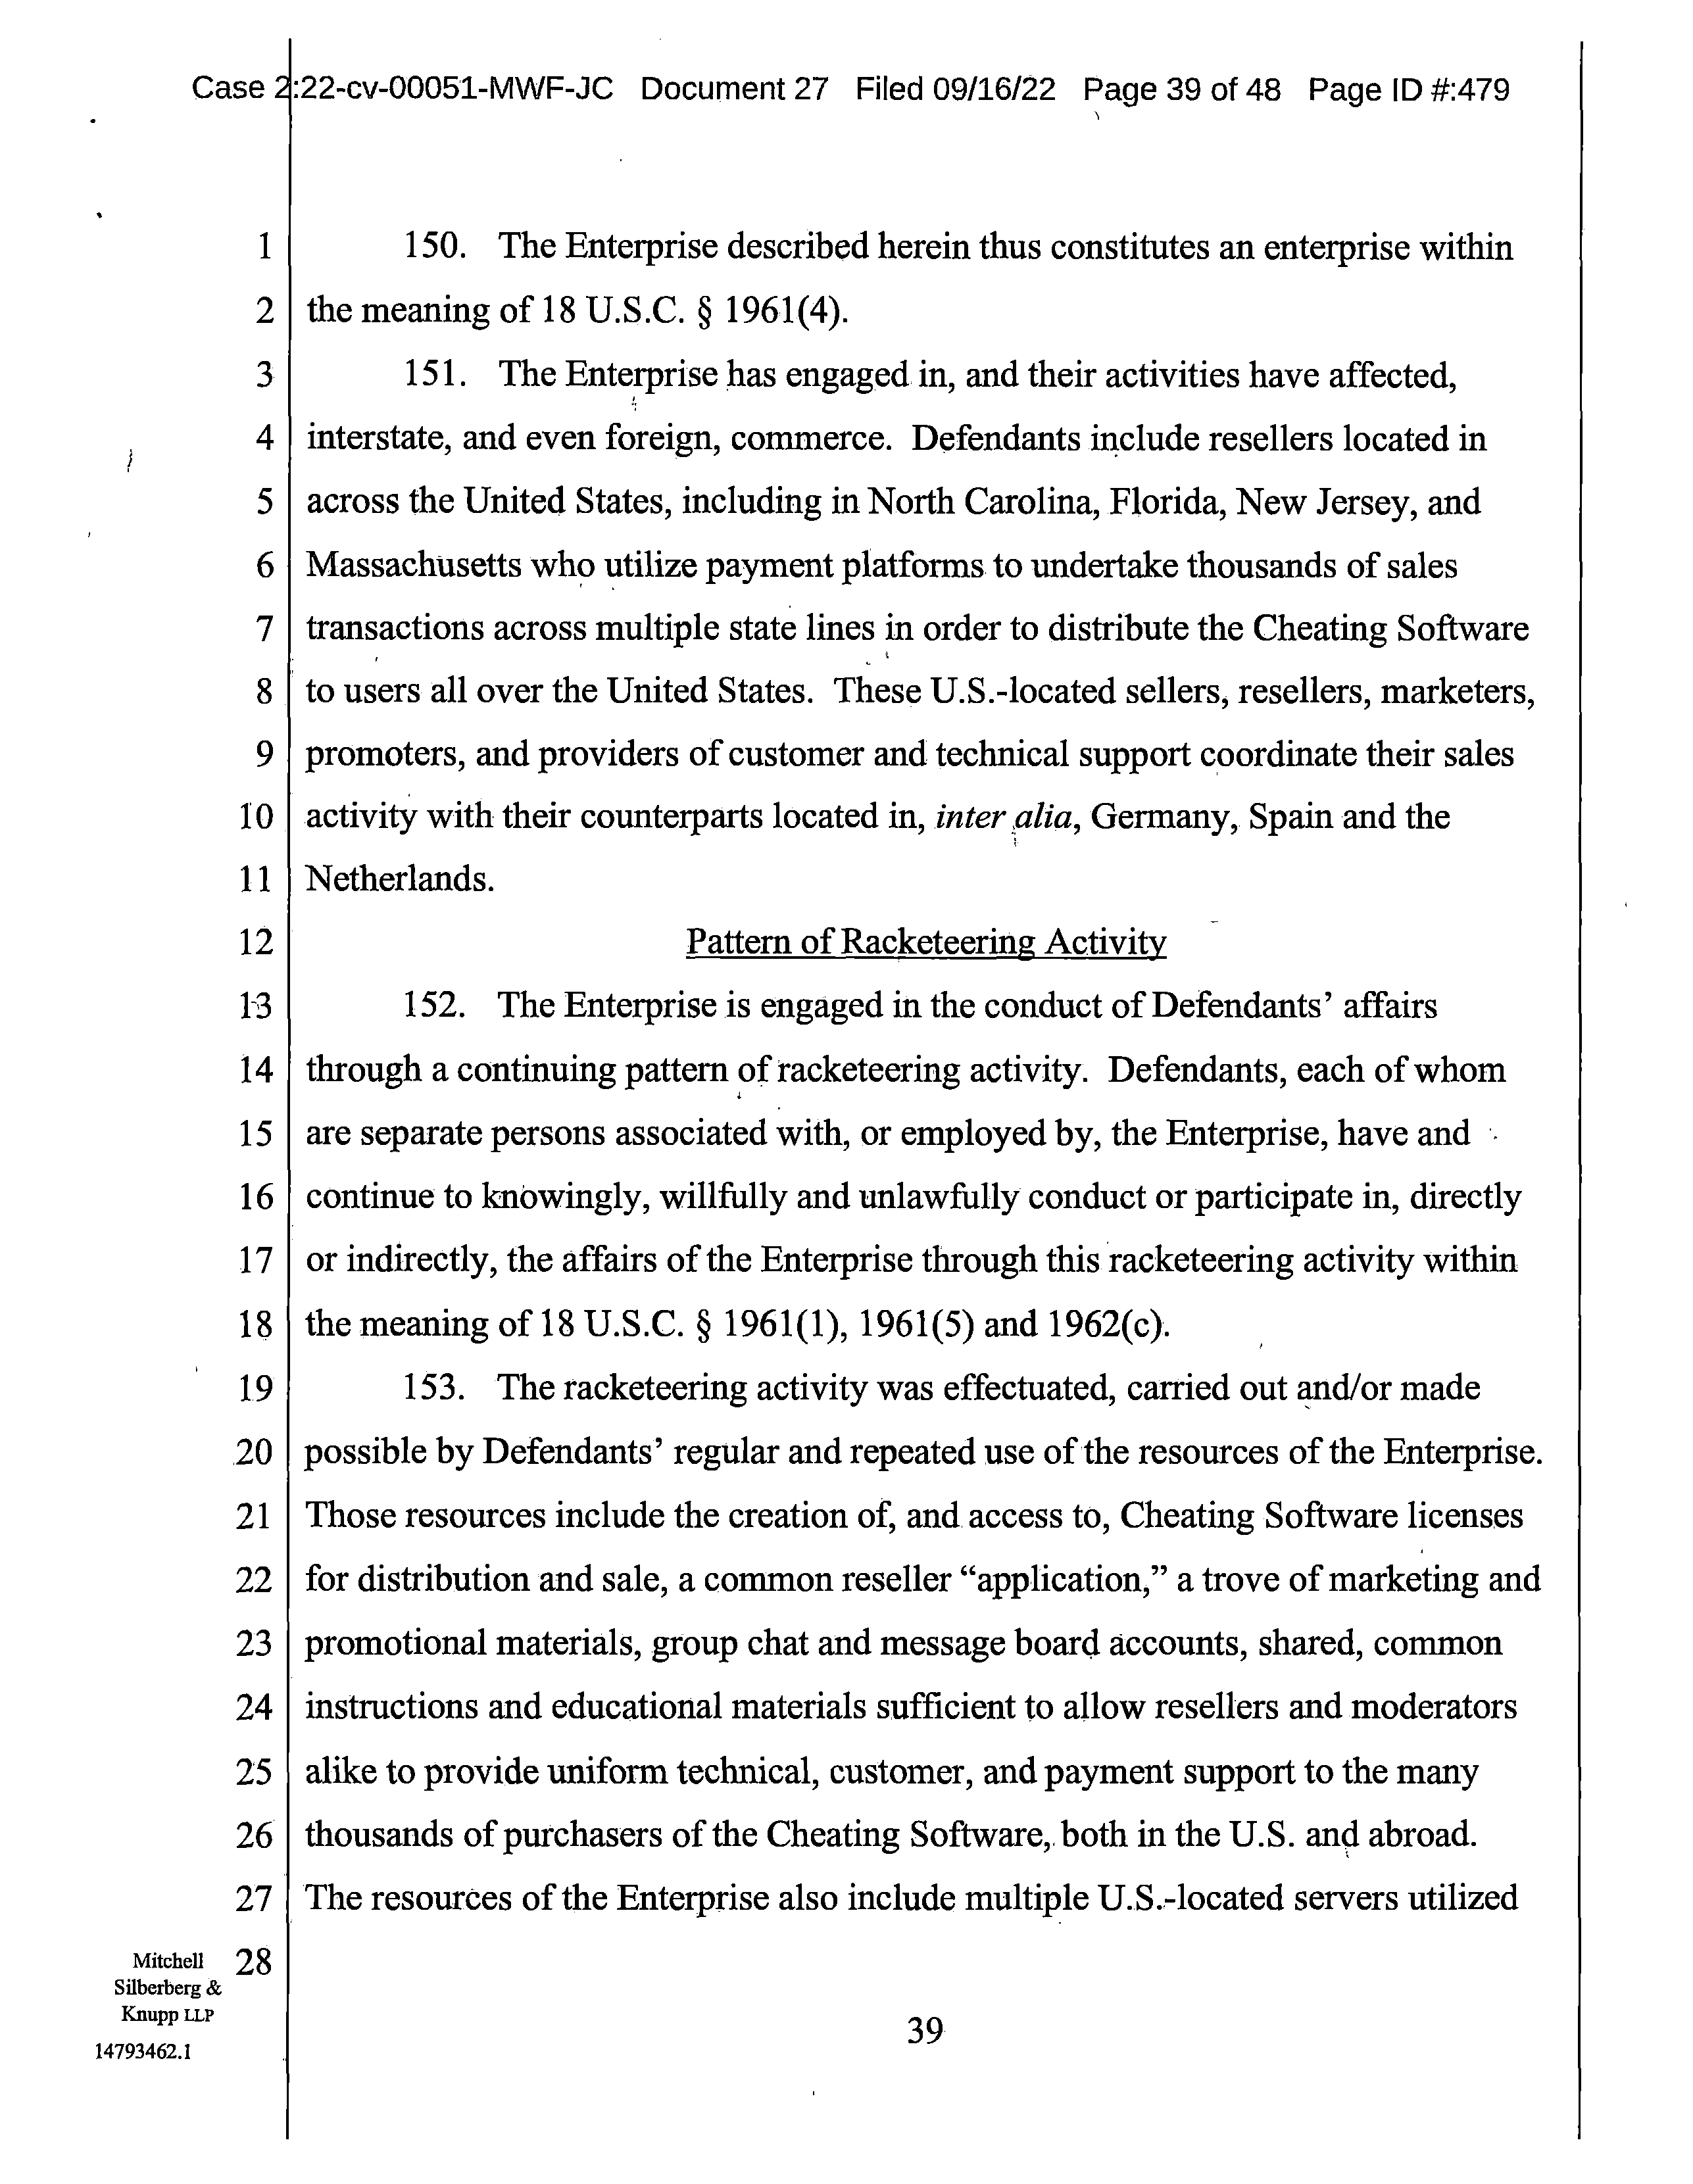 Case 2:22-cv-00051-MWF-JC Document 27 Filed 09/16/22 Page 39 of 48 Page ID #:479
1 150. The Enterprise described herein thus constitutes an enterprise within
2 the meaning of 18 U.S.C. § 1961(4).
3 151. The Enterprise has engaged in, and their activities have affected,
4 interstate, and even foreign, commerce. Defendants include resellers located in
5 across the United States, including in North Carolina, Florida, New Jersey, and
6 Massachusetts who utilize payment platforms to undertake thousands of sales
7 transactions across multiple state lines in order to distribute the Cheating Software
8 to users all over the United States. These U.S.-located sellers, resellers, marketers,
9 promoters, and providers of customer and technical support coordinate their sales
10 activity with their counterparts located in, inter alia, Germany, Spain and the
11 Netherlands.
12 Pattern of Racketeering Activity
13 152. The Enterprise is engaged in the conduct of Defendants’ affairs
14 through a continuing pattern of racketeering activity. Defendants, each of whom
15 are separate persons associated with, or employed by, the Enterprise, have and
16 continue to knowingly, willfully and unlawfully conduct or participate in, directly
17 or indirectly, the affairs of the Enterprise through this racketeering activity within
18 the meaning of 18 U.S.C. § 1961(1), 1961(5) and 1962(c).
19 153. The racketeering activity was effectuated, carried out and/or made
20 possible by Defendants’ regular and repeated use of the resources of the Enterprise.
21 Those resources include the creation of, and access to, Cheating Software licenses
22 for distribution and sale, a common reseller “application,” a trove of marketing and
23 promotional materials, group chat and message board accounts, shared, common
24 instructions and educational materials sufficient to allow resellers and moderators
25 alike to provide uniform technical, customer, and payment support to the many
26 thousands of purchasers of the Cheating Software, both in the U.S. and abroad.
27 The resources of the Enterprise also include multiple U.S.-located servers utilized
28
Mitchell
Silberberg &
Knupp LLP
14793462.1
39